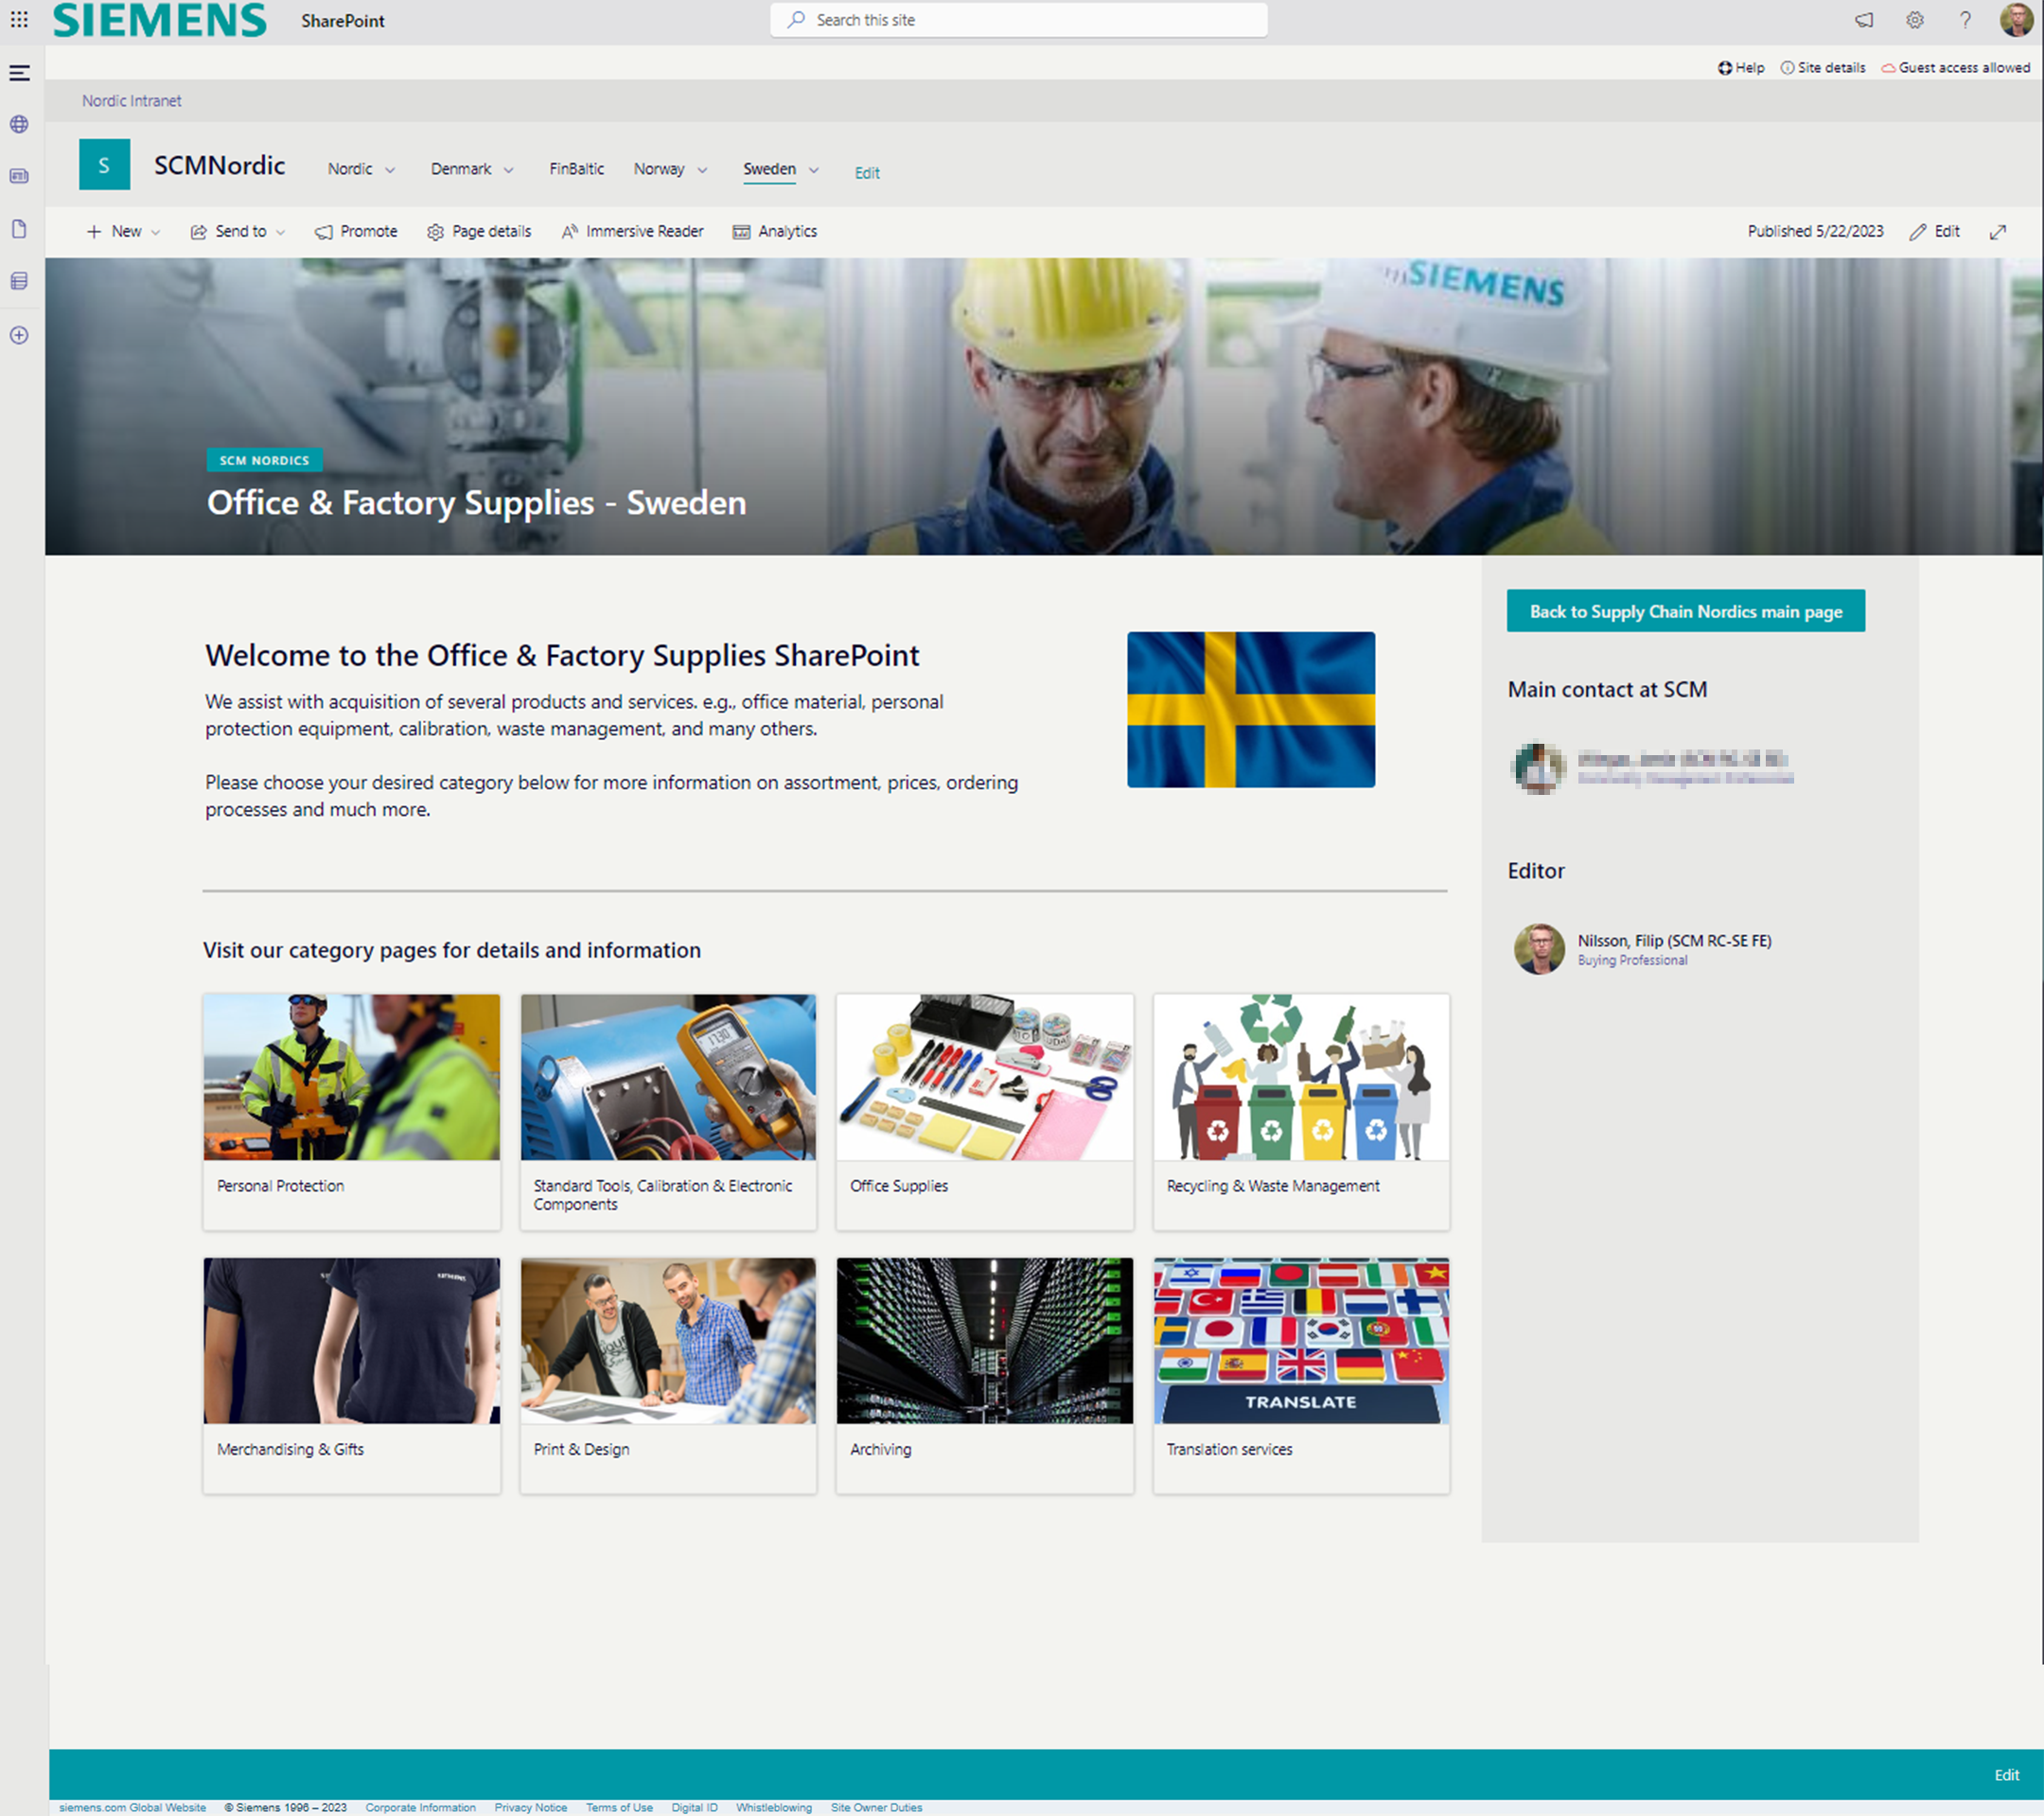 SIEMENS
SharePoint
Search this site
Help
Site details
Guest access allowed
Nordic Intranet
S
SCMNordic
Nordic
Denmark
FinBaltic
Norway
Sweden
Edit
New
Send to
Promote
Page details
Immersive Reader
Analytics
Published 5/22/2023
Edit
SIEMENS
SCM NORDICS
Office & Factory Supplies - Sweden
Welcome to the Office & Factory Supplies SharePoint
We assist with acquisition of several products and services. e.g., office material, personal
protection equipment, calibration, waste management, and many others.
Please choose your desired category below for more information on assortment, prices, ordering
processes and much more.
Back to Supply Chain Nordics main page
Main contact at SCM
Editor
Nilsson, Filip (SCM RC-SE FE)
Buying Professional
Visit our category pages for details and information
Personal Protection
Standard Tools, Calibration & Electronic
Components
Office Supplies
Recycling & Waste Management
SIEMENS
TRANSLATE
Merchandising & Gifts
Print & Design
Archiving
Translation services
Edit
siemens.com Global Website
© Siemens 1996 – 2023
Corporate Information
Privacy Notice
Terms of Use
Digital ID
Whistleblowing
Site Owner Duties